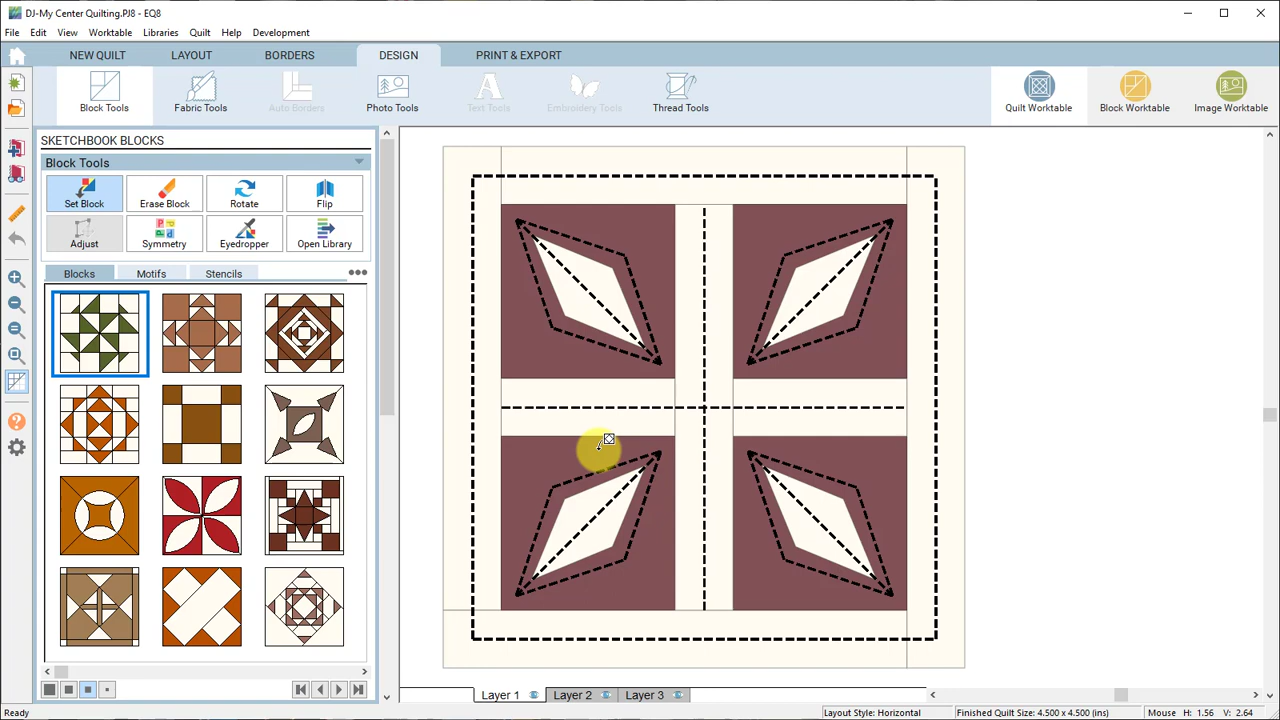 DJ-My Center Quilting.PJ8 - EQ8
File Edit View Worktable Libraries Quilt Help Development
NEW QUILT LAYOUT BORDERS DESIGN PRINT & EXPORT
Block Tools Fabric Tools Auto Borders Photo Tools Text Tools Embroidery Tools Thread Tools Quilt Worktable Block Worktable Image Worktable
SKETCHBOOK BLOCKS
Block Tools
Set Block Erase Block Rotate Flip
Adjust Symmetry Eyedropper Open Library
Blocks Motifs Stencils
Layer 1 Layer 2 Layer 3
Ready Layout Style: Horizontal Finished Quilt Size: 4.500 x 4.500 (ins) Mouse H: 1.56 V: 2.64